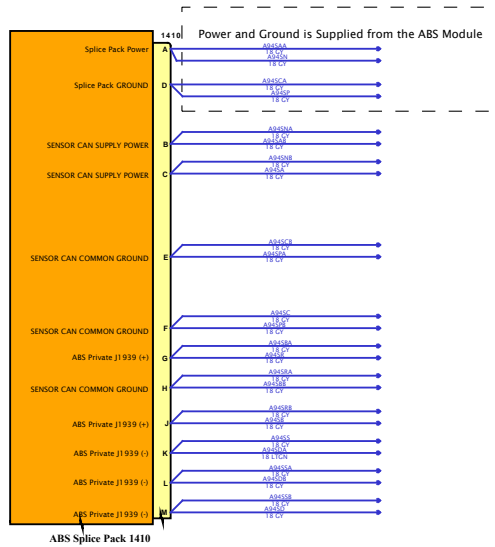 1410 Power and Ground is Supplied from the ABS Module
Splice Pack Power A A94SAA
18 GY
A94SN
18 GY
Splice Pack GROUND D A94SCA
18 GY
A94SP
18 GY
SENSOR CAN SUPPLY POWER B A94SNA
18 GY
A94SAB
18 GY
SENSOR CAN SUPPLY POWER C A94SNB
18 GY
A94SA
18 GY
SENSOR CAN COMMON GROUND E A94SCB
18 GY
A94SPA
18 GY
SENSOR CAN COMMON GROUND F A94SC
18 GY
A94SPB
18 GY
ABS Private J1939 (+) G A94SBA
18 GY
A94SR
18 GY
SENSOR CAN COMMON GROUND H A94SRA
18 GY
A94SBB
18 GY
ABS Private J1939 (+) J A94SRB
18 GY
A94SB
18 GY
ABS Private J1939 (-) K A94SS
18 GY
A94SDA
18 LTGN
ABS Private J1939 (-) L A94SSA
18 GY
A94SDB
18 GY
ABS Private J1939 (-) M A94SSB
18 GY
A94SD
18 GY
ABS Splice Pack 1410